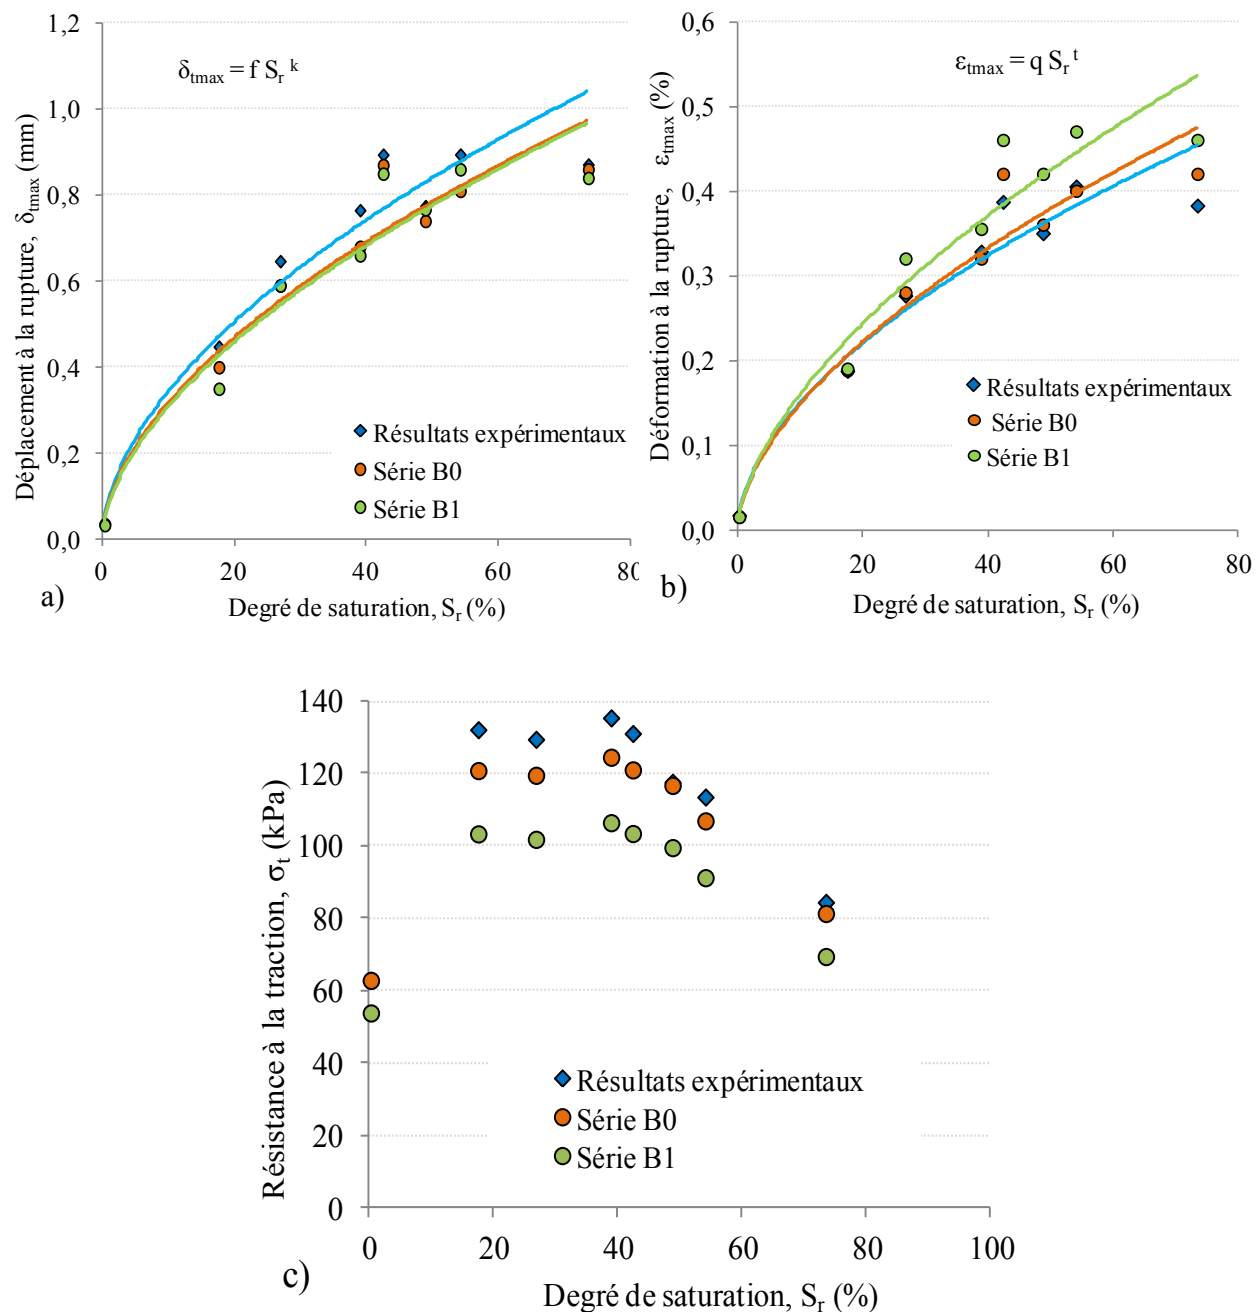 Déplacement à la rupture, δtmax (mm)
1,2
1,0
0,8
0,6
0,4
0,2
0,0
δtmax = f Sr k
Résultats expérimentaux
Série B0
Série B1
0 20 40 60 80
Degré de saturation, Sr (%)
a)
Déformation à la rupture, εtmax (%)
0,6
0,5
0,4
0,3
0,2
0,1
0,0
εtmax = q Sr t
Résultats expérimentaux
Série B0
Série B1
0 20 40 60 80
Degré de saturation, Sr (%)
b)
Résistance à la traction, σt (kPa)
140
120
100
80
60
40
20
0
Résultats expérimentaux
Série B0
Série B1
0 20 40 60 80 100
Degré de saturation, Sr (%)
c)